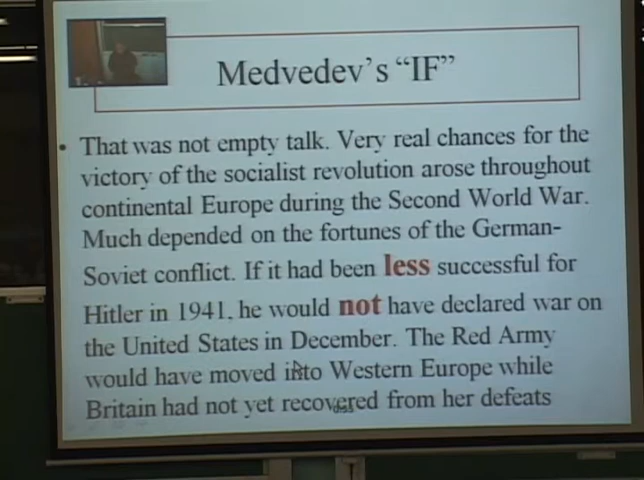 Medvedev's “IF”
• That was not empty talk. Very real chances for the
victory of the socialist revolution arose throughout
continental Europe during the Second World War.
Much depended on the fortunes of the German-
Soviet conflict. If it had been less successful for
Hitler in 1941, he would not have declared war on
the United States in December. The Red Army
would have moved into Western Europe while
Britain had not yet recovered from her defeats